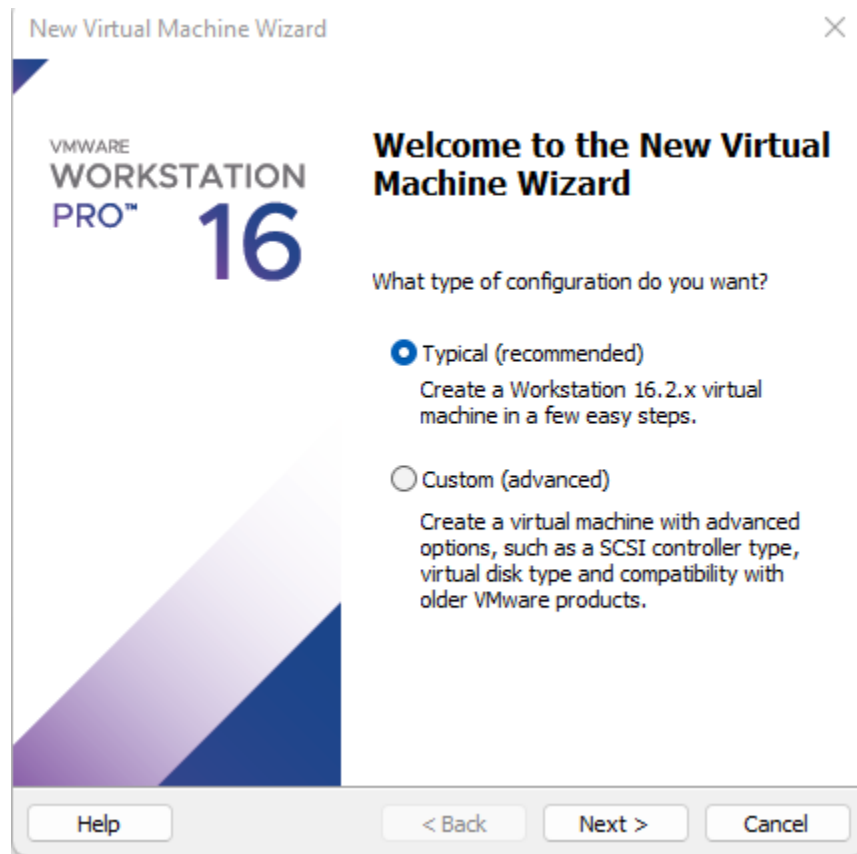 New Virtual Machine Wizard
VMWARE
WORKSTATION
PRO™ 16
Welcome to the New Virtual
Machine Wizard
What type of configuration do you want?
Typical (recommended)
Create a Workstation 16.2.x virtual
machine in a few easy steps.
Custom (advanced)
Create a virtual machine with advanced
options, such as a SCSI controller type,
virtual disk type and compatibility with
older VMware products.
Help
< Back
Next >
Cancel